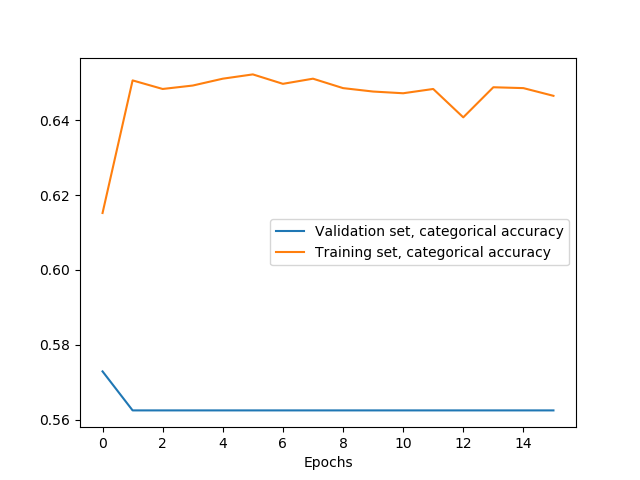 0.64
0.62
0.60
0.58
0.56
Validation set, categorical accuracy
Training set, categorical accuracy
0 2 4 6 8 10 12 14
Epochs